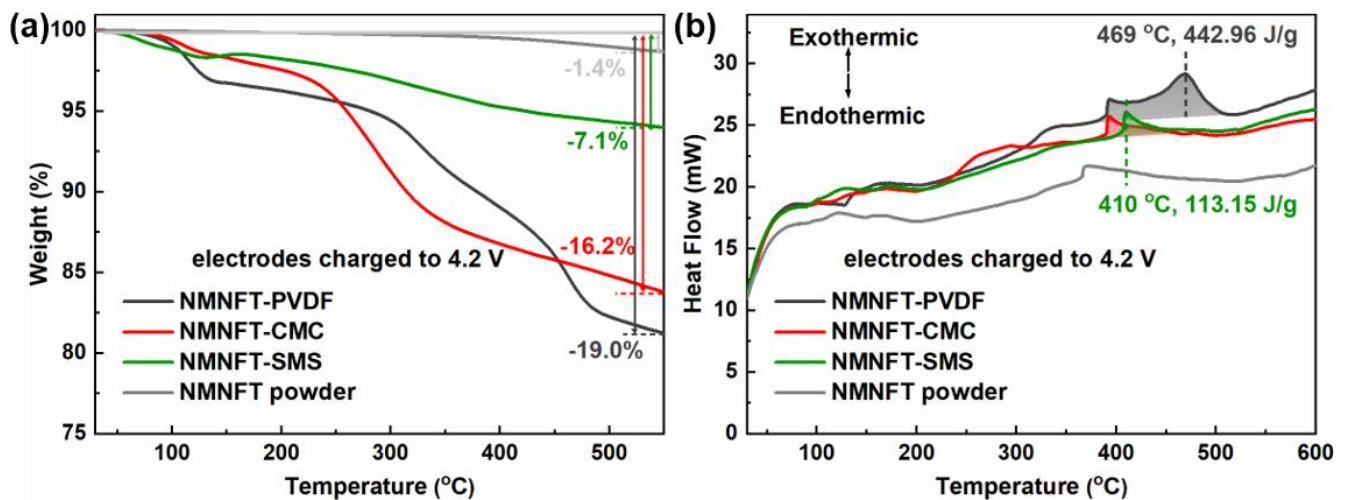 (a)
100
95
90
85
80
75
Weight (%)
-1.4%
-7.1%
-16.2%
-19.0%
electrodes charged to 4.2 V
NMNFT-PVDF
NMNFT-CMC
NMNFT-SMS
NMNFT powder
100
200
300
400
500
Temperature (°C)
(b)
30
25
20
15
10
5
0
Heat Flow (mW)
Exothermic
Endothermic
469 °C, 442.96 J/g
410 °C, 113.15 J/g
electrodes charged to 4.2 V
NMNFT-PVDF
NMNFT-CMC
NMNFT-SMS
NMNFT powder
100
200
300
400
500
600
Temperature (°C)